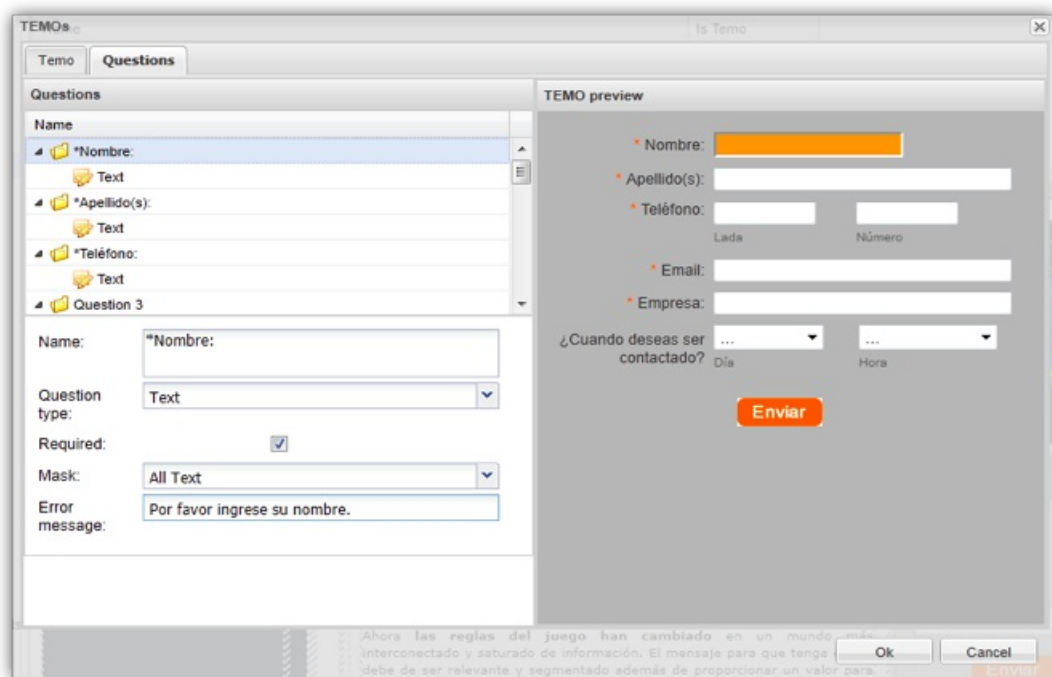 TEMOs
Name
Is Temo
Temo
Questions
Questions
Name
*Nombre:
Text
*Apellido(s):
Text
*Teléfono:
Text
Question 3
Name:
*Nombre:
Question type:
Text
Required:
Mask:
All Text
Error message:
Por favor ingrese su nombre.
TEMO preview
* Nombre:
* Apellido(s):
* Teléfono:
Lada
Número
* Email:
* Empresa:
¿Cuando deseas ser
contactado?
...
...
Día
Hora
Enviar
Ahora las reglas del juego han cambiado en un mundo más
interconectado y saturado de información. El mensaje para que tenga
debe de ser relevante y segmentado además de proporcionar un valor para
Ok
Cancel
Enviar